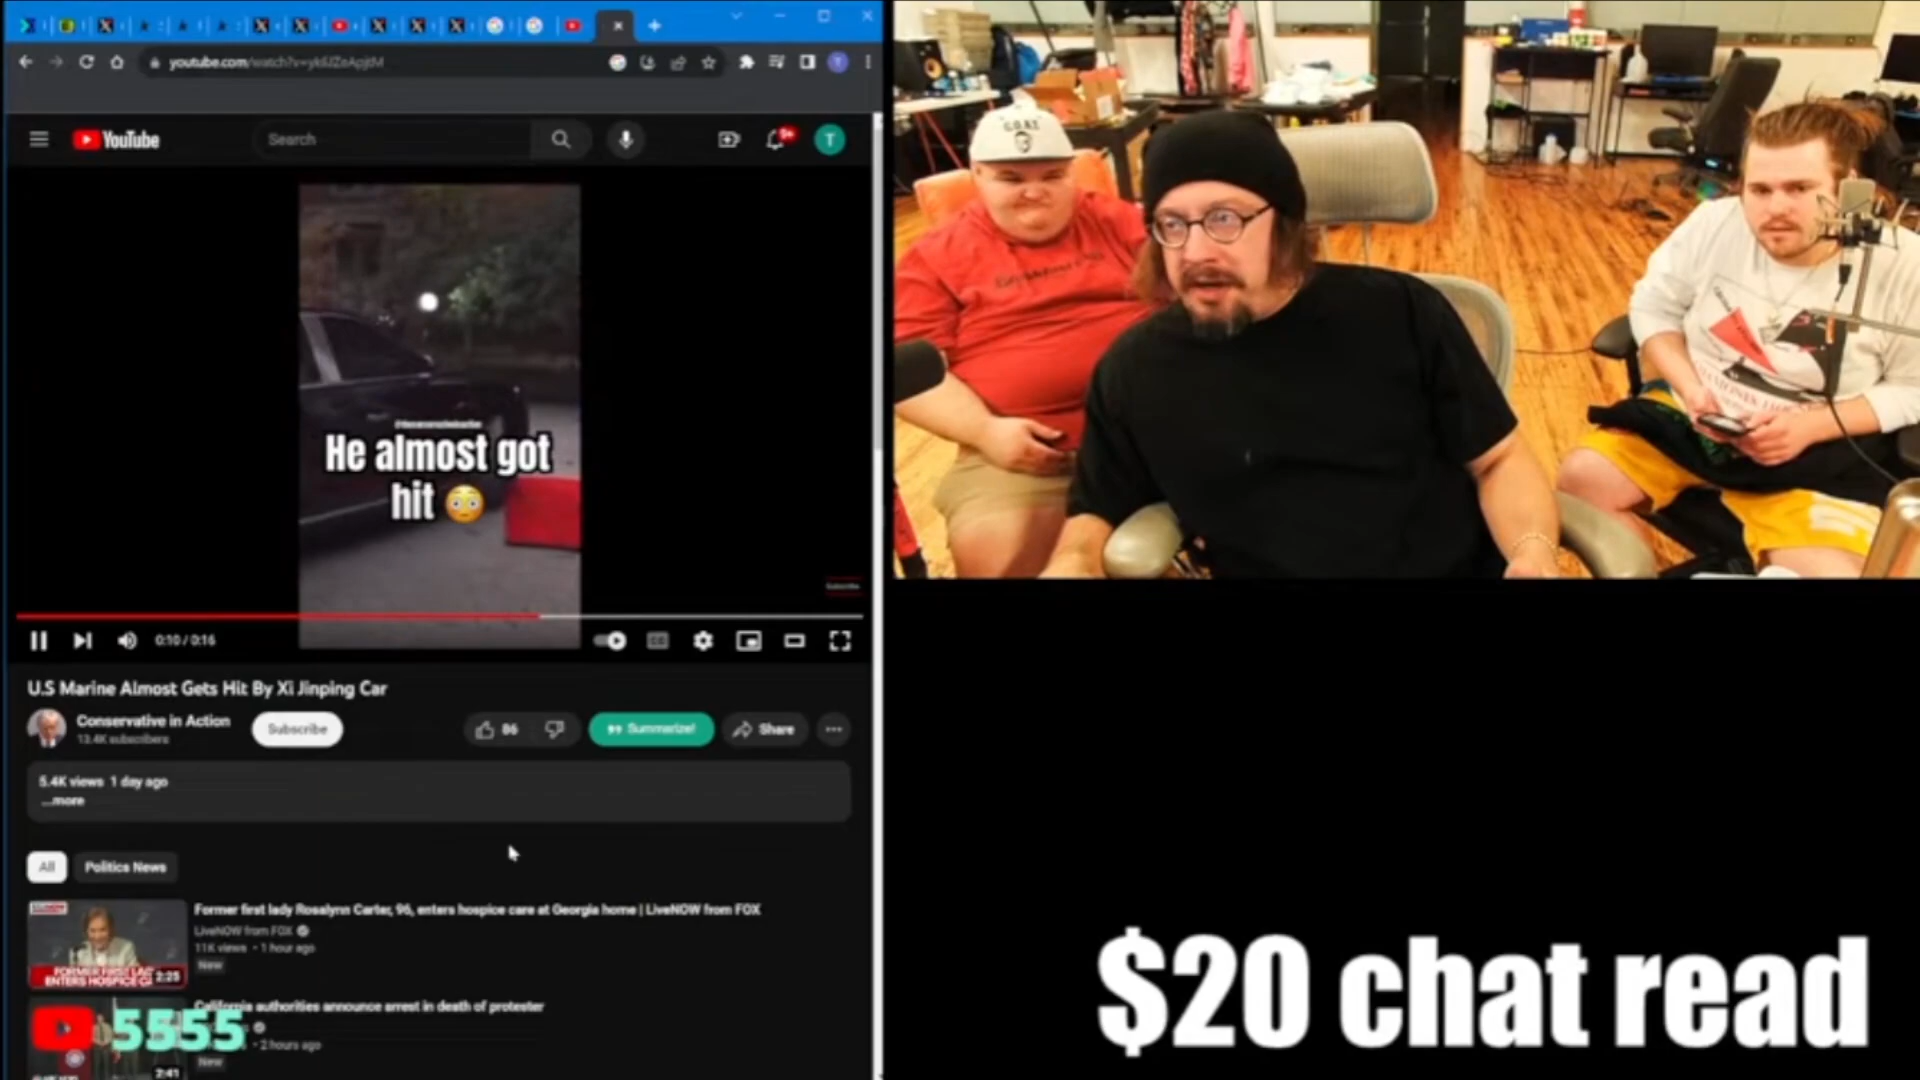 youtube.com/watch?v=yk6JZeApjtM
YouTube
Search
9+
T
He almost got
hit 😳
Subscribe
0:10 / 0:16
U.S Marine Almost Gets Hit By Xi Jinping Car
Conservative in Action
13.4K subscribers
Subscribe
86
Summarize!
Share
5.4K views 1 day ago
...more
All
Politics News
Former first lady Rosalynn Carter, 96, enters hospice care at Georgia home | LiveNOW from FOX
LiveNOW from FOX
11K views • 1 hour ago
New
FORMER FIRST LADY
ENTERS HOSPICE
2:25
California authorities announce arrest in death of protester
• 2 hours ago
New
2:41
5555
G.O.A.T.
$20 chat read